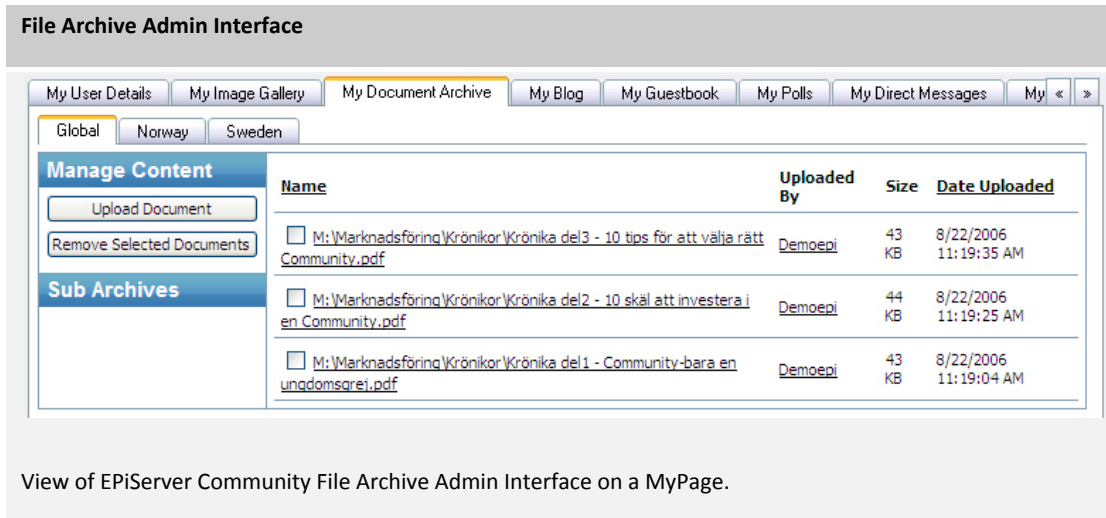 File Archive Admin Interface
My User Details My Image Gallery My Document Archive My Blog My Guestbook My Polls My Direct Messages My « »
Global Norway Sweden
Manage Content
Upload Document
Remove Selected Documents
Sub Archives
Name Uploaded By Size Date Uploaded
M:\Marknadsföring\Krönikor\Krönika del3 - 10 tips för att välja rätt
Community.pdf
Demoepi
43
KB
8/22/2006
11:19:35 AM
M:\Marknadsföring\Krönikor\Krönika del2 - 10 skäl att investera i
en Community.pdf
Demoepi
44
KB
8/22/2006
11:19:25 AM
M:\Marknadsföring\Krönikor\Krönika del1 - Community-bara en
ungdomsgrej.pdf
Demoepi
43
KB
8/22/2006
11:19:04 AM
View of EPiServer Community File Archive Admin Interface on a MyPage.